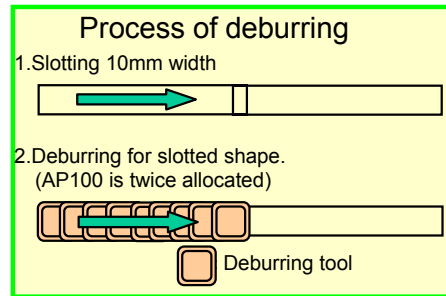 Process of deburring
1.Slotting 10mm width
2.Deburring for slotted shape.
(AP100 is twice allocated)
Deburring tool